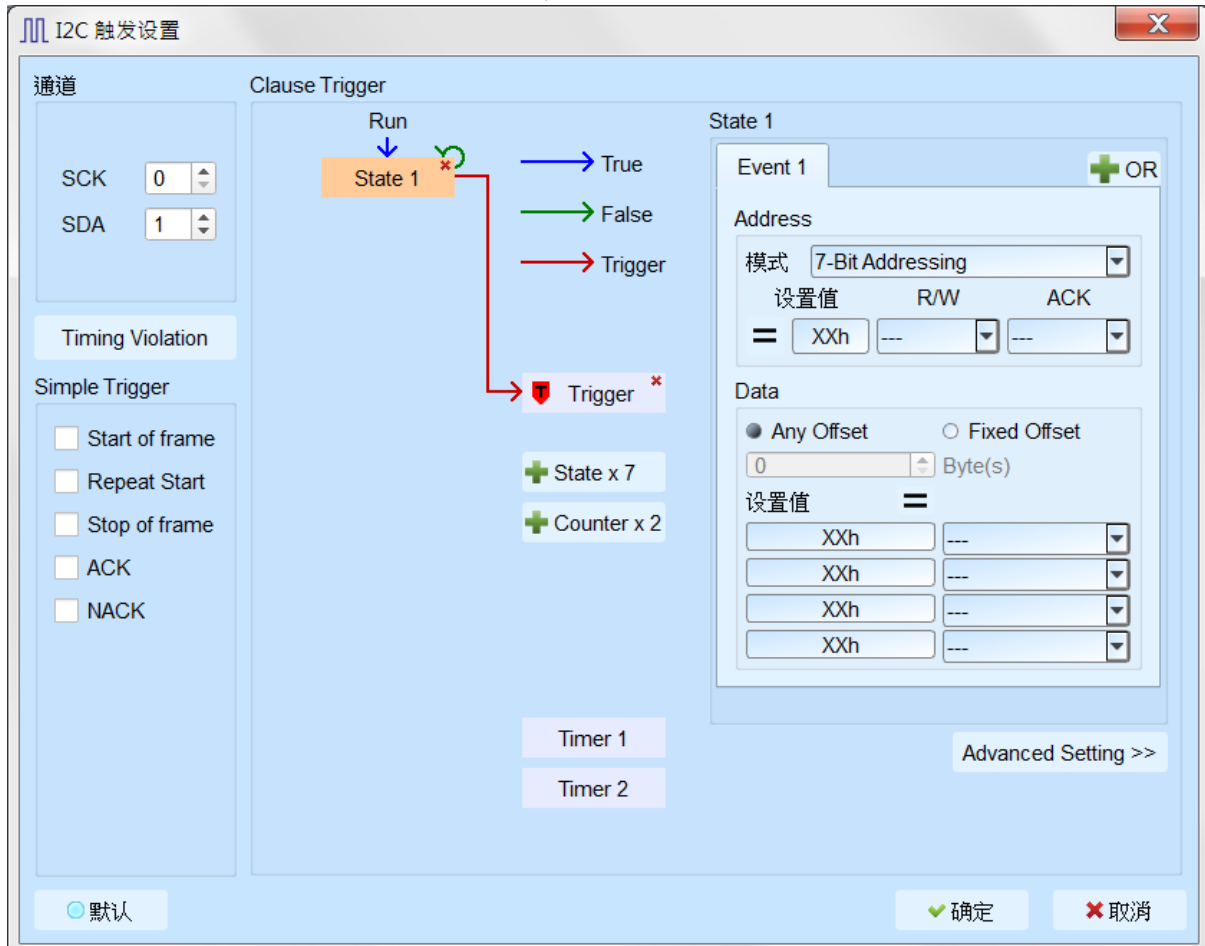 I2C 触发设置
通道
SCK 0
SDA 1
Timing Violation
Simple Trigger
Start of frame
Repeat Start
Stop of frame
ACK
NACK
Clause Trigger
Run
State 1
True
False
Trigger
T Trigger
State x 7
Counter x 2
Timer 1
Timer 2
State 1
Event 1
OR
Address
模式 7-Bit Addressing
设置值 R/W ACK
= XXh --- ---
Data
Any Offset Fixed Offset
0 Byte(s)
设置值 =
XXh ---
XXh ---
XXh ---
XXh ---
Advanced Setting >>
默认
确定
取消